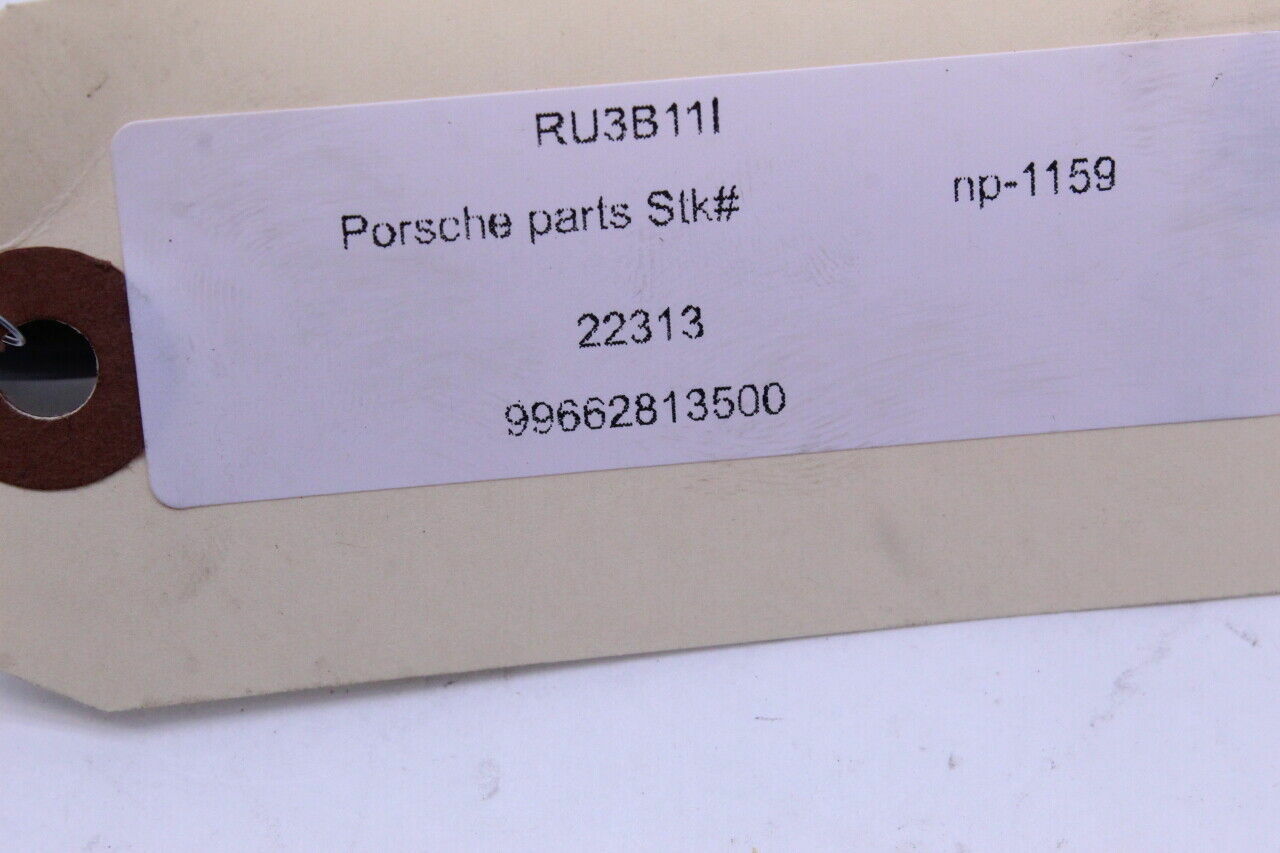 RU3B11I
Porsche parts Stk# np-1159
22313
99662813500